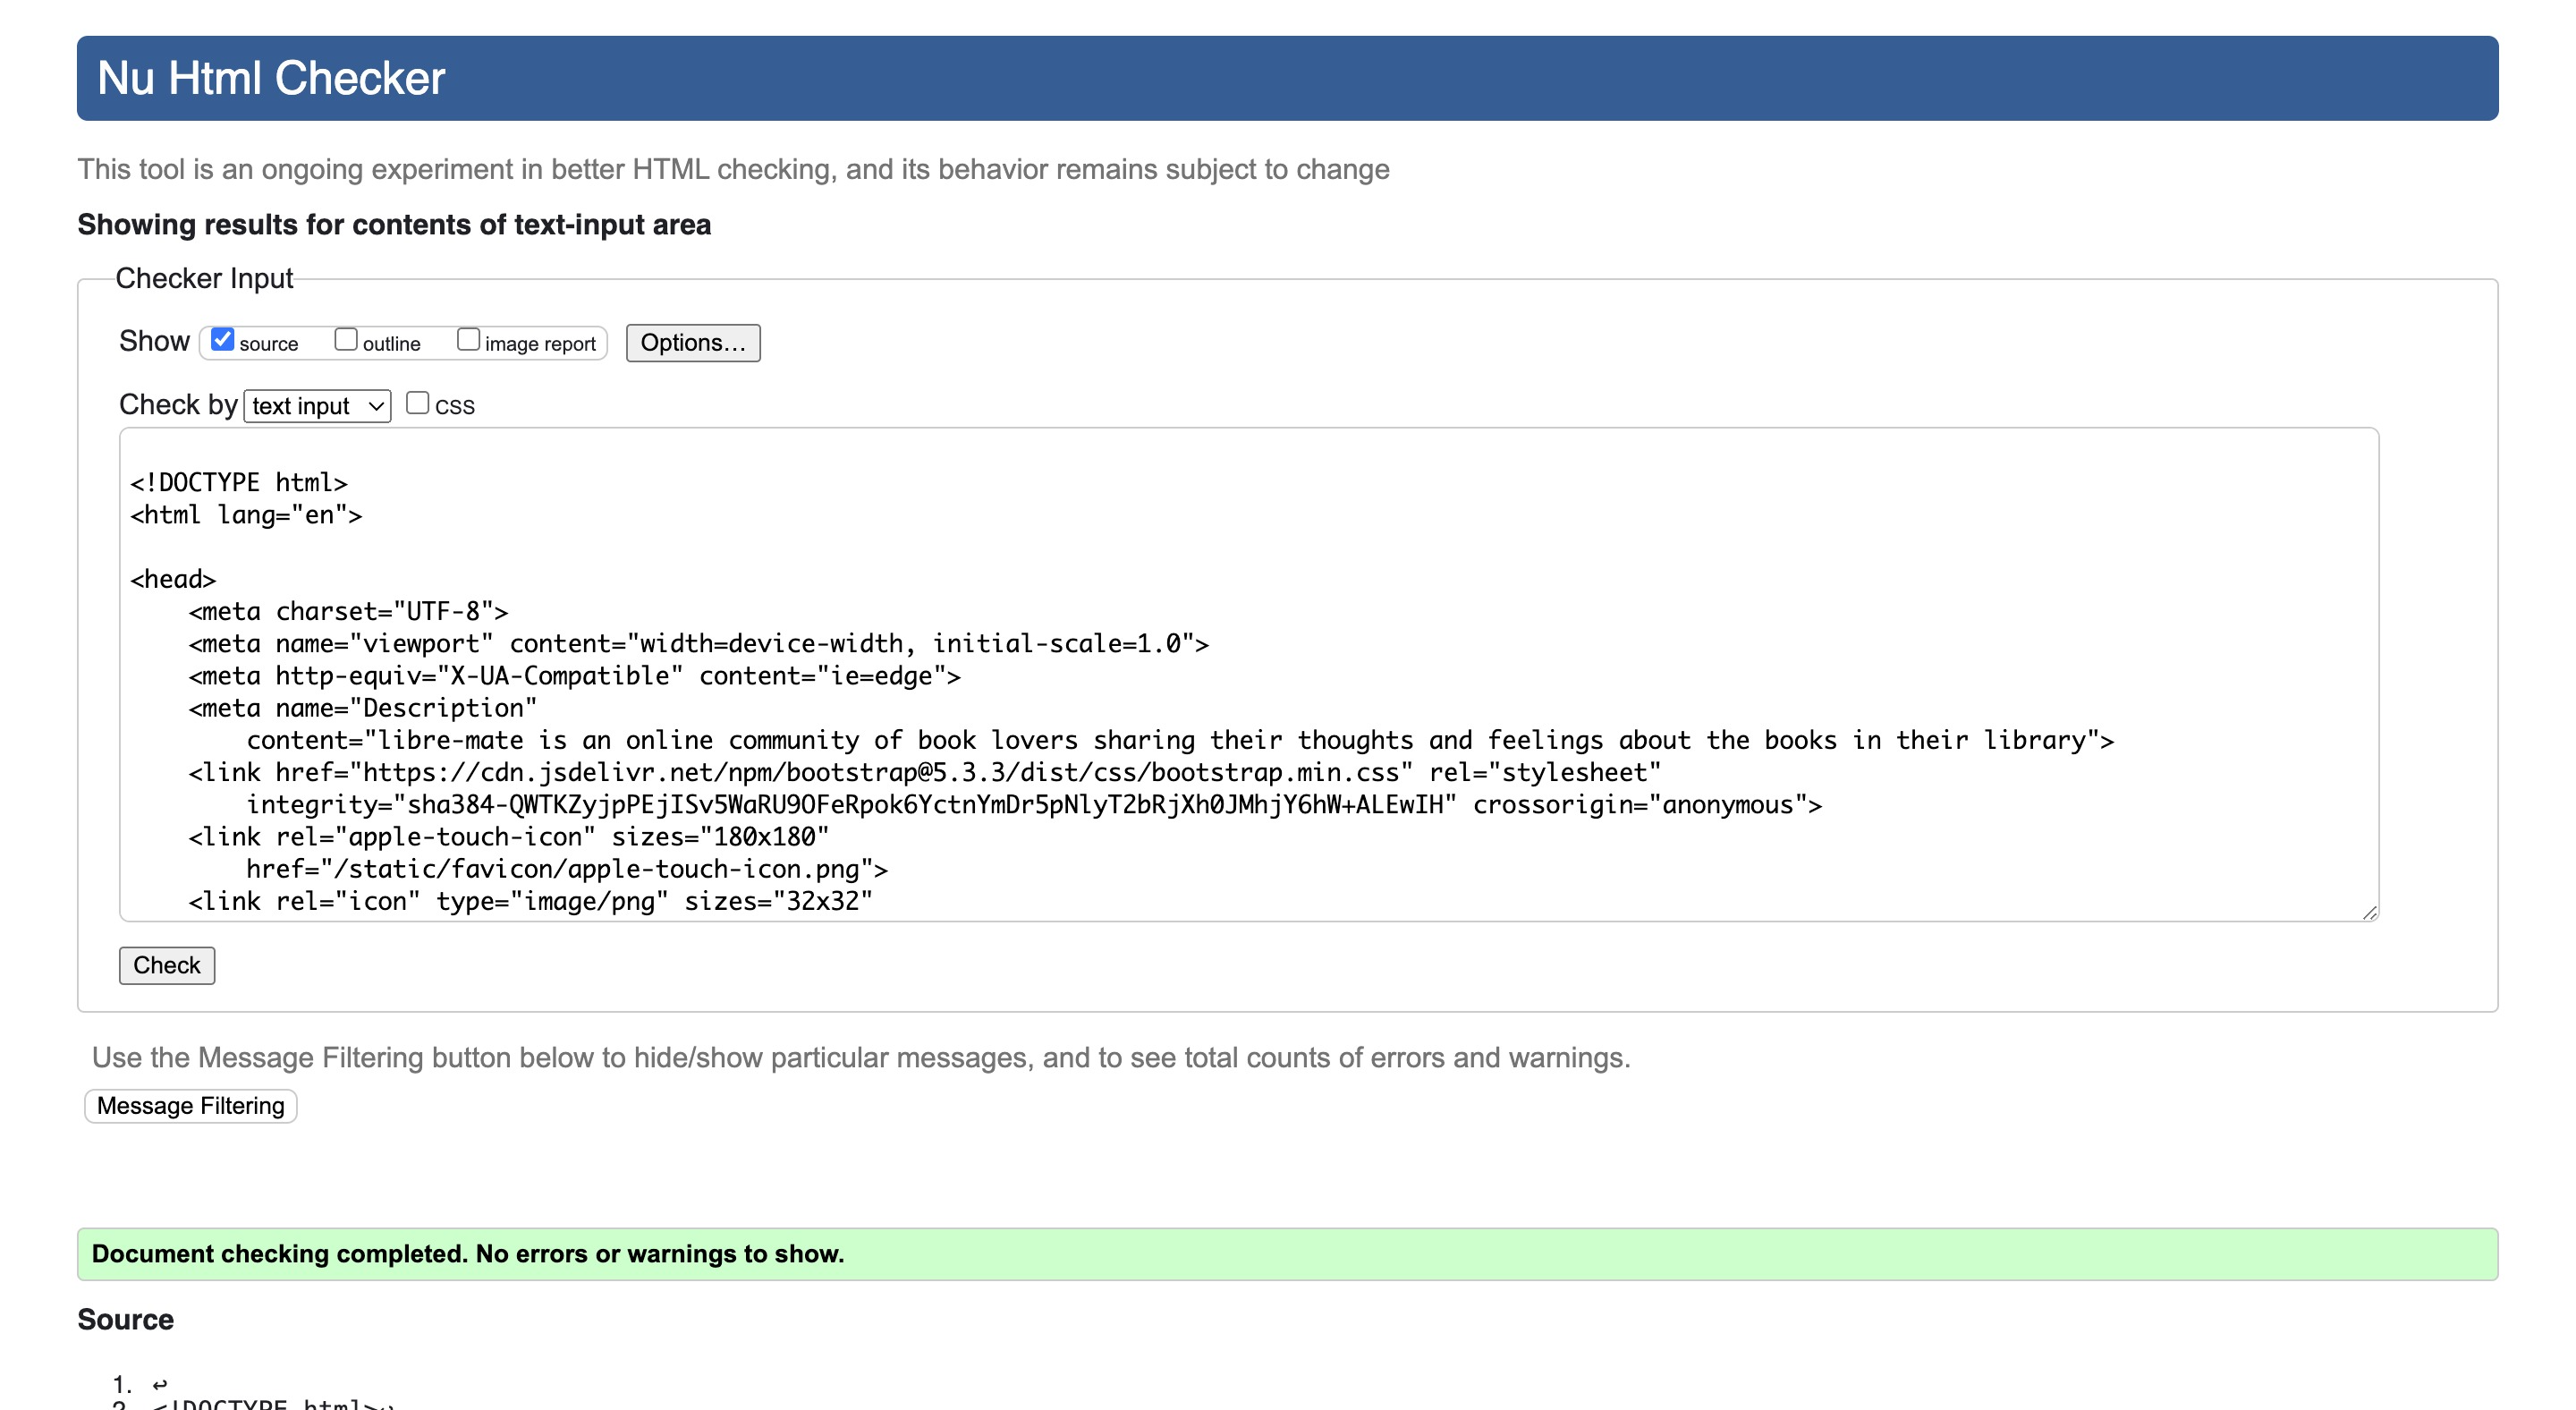 Nu Html Checker
This tool is an ongoing experiment in better HTML checking, and its behavior remains subject to change
Showing results for contents of text-input area
Checker Input
Show source outline image report Options...
Check by text input CSS
<!DOCTYPE html>
<html lang="en">
<head>
    <meta charset="UTF-8">
    <meta name="viewport" content="width=device-width, initial-scale=1.0">
    <meta http-equiv="X-UA-Compatible" content="ie=edge">
    <meta name="Description"
        content="libre-mate is an online community of book lovers sharing their thoughts and feelings about the books in their library">
    <link href="https://cdn.jsdelivr.net/npm/bootstrap@5.3.3/dist/css/bootstrap.min.css" rel="stylesheet"
        integrity="sha384-QWTKZyjpPEjISv5WaRU9OFeRpok6YctnYmDr5pNlyT2bRjXh0JMhjY6hW+ALEwIH" crossorigin="anonymous">
    <link rel="apple-touch-icon" sizes="180x180"
        href="/static/favicon/apple-touch-icon.png">
    <link rel="icon" type="image/png" sizes="32x32"
Check
Use the Message Filtering button below to hide/show particular messages, and to see total counts of errors and warnings.
Message Filtering
Document checking completed. No errors or warnings to show.
Source
1. ↩
2. <!DOCTYPE html>↩